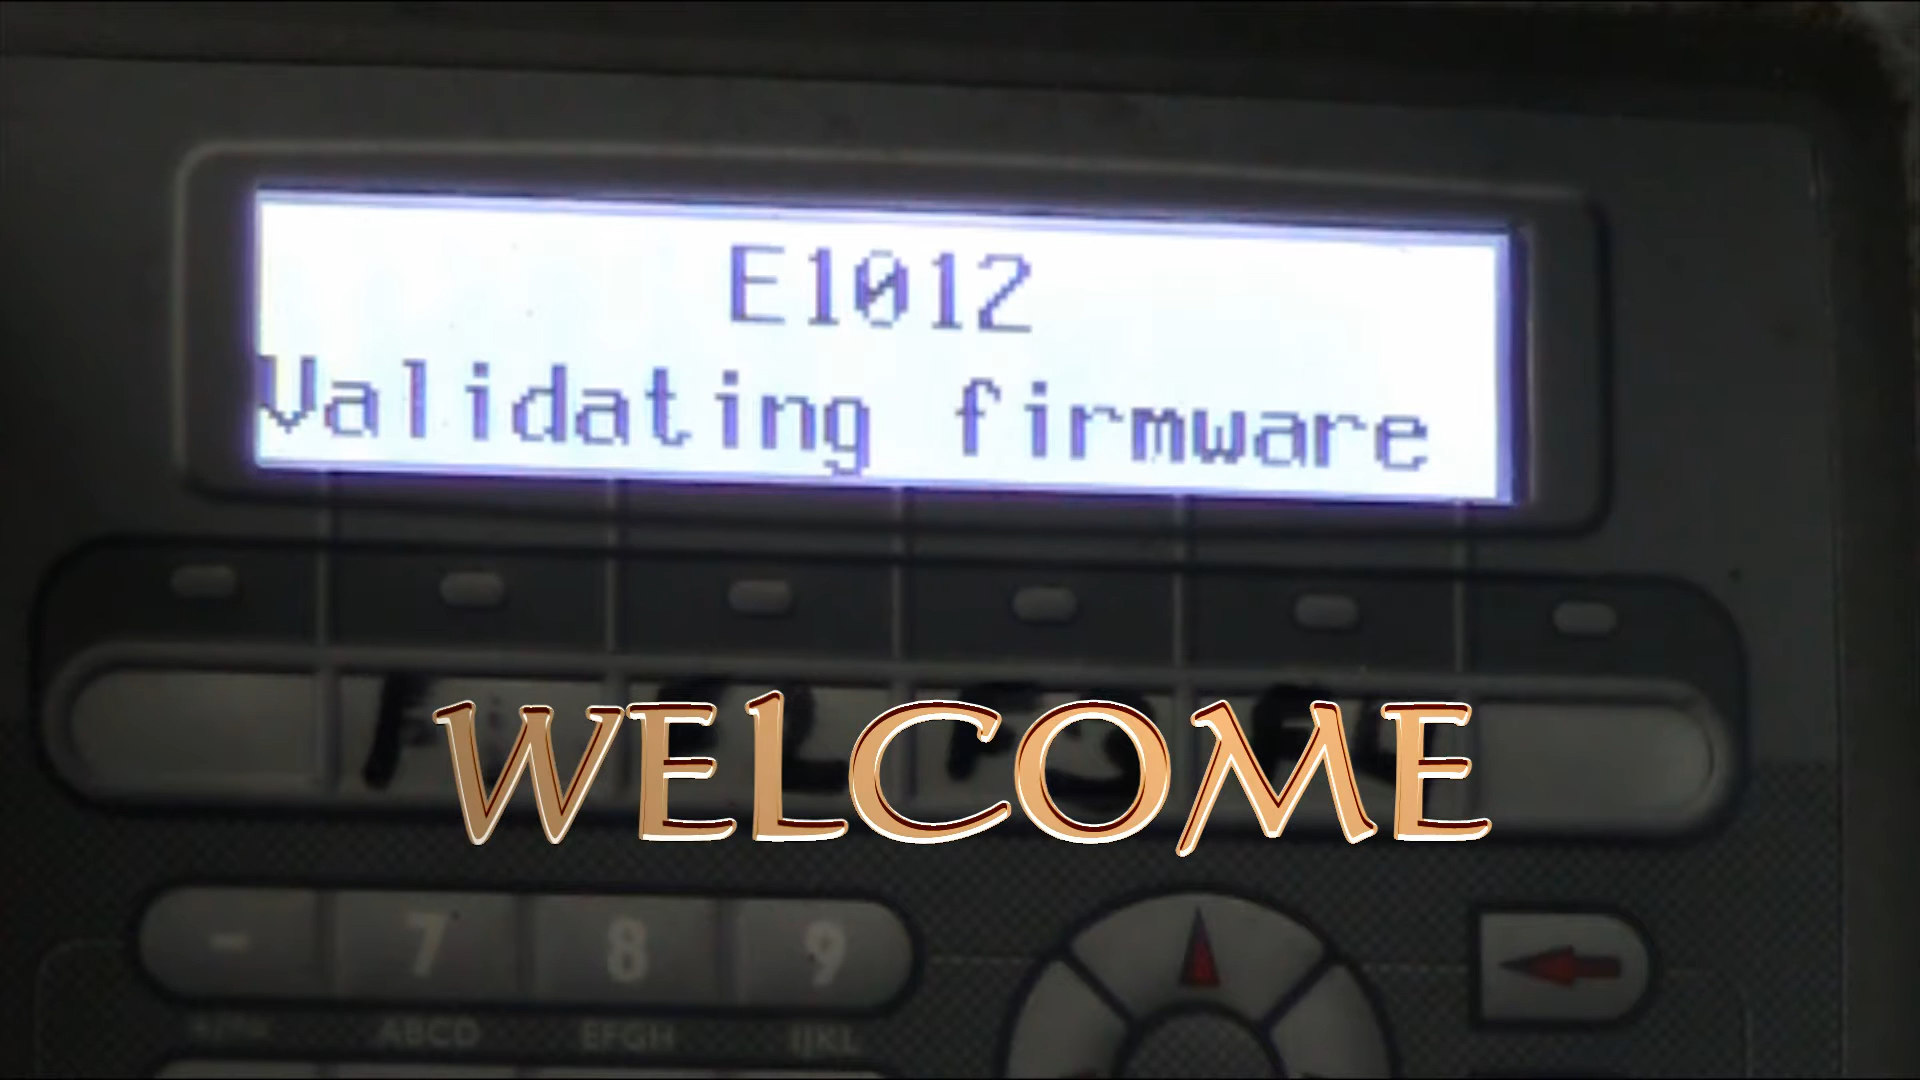 E1012
Validating firmware
WELCOME
- 7 8 9
ABCD EFGH IJKL